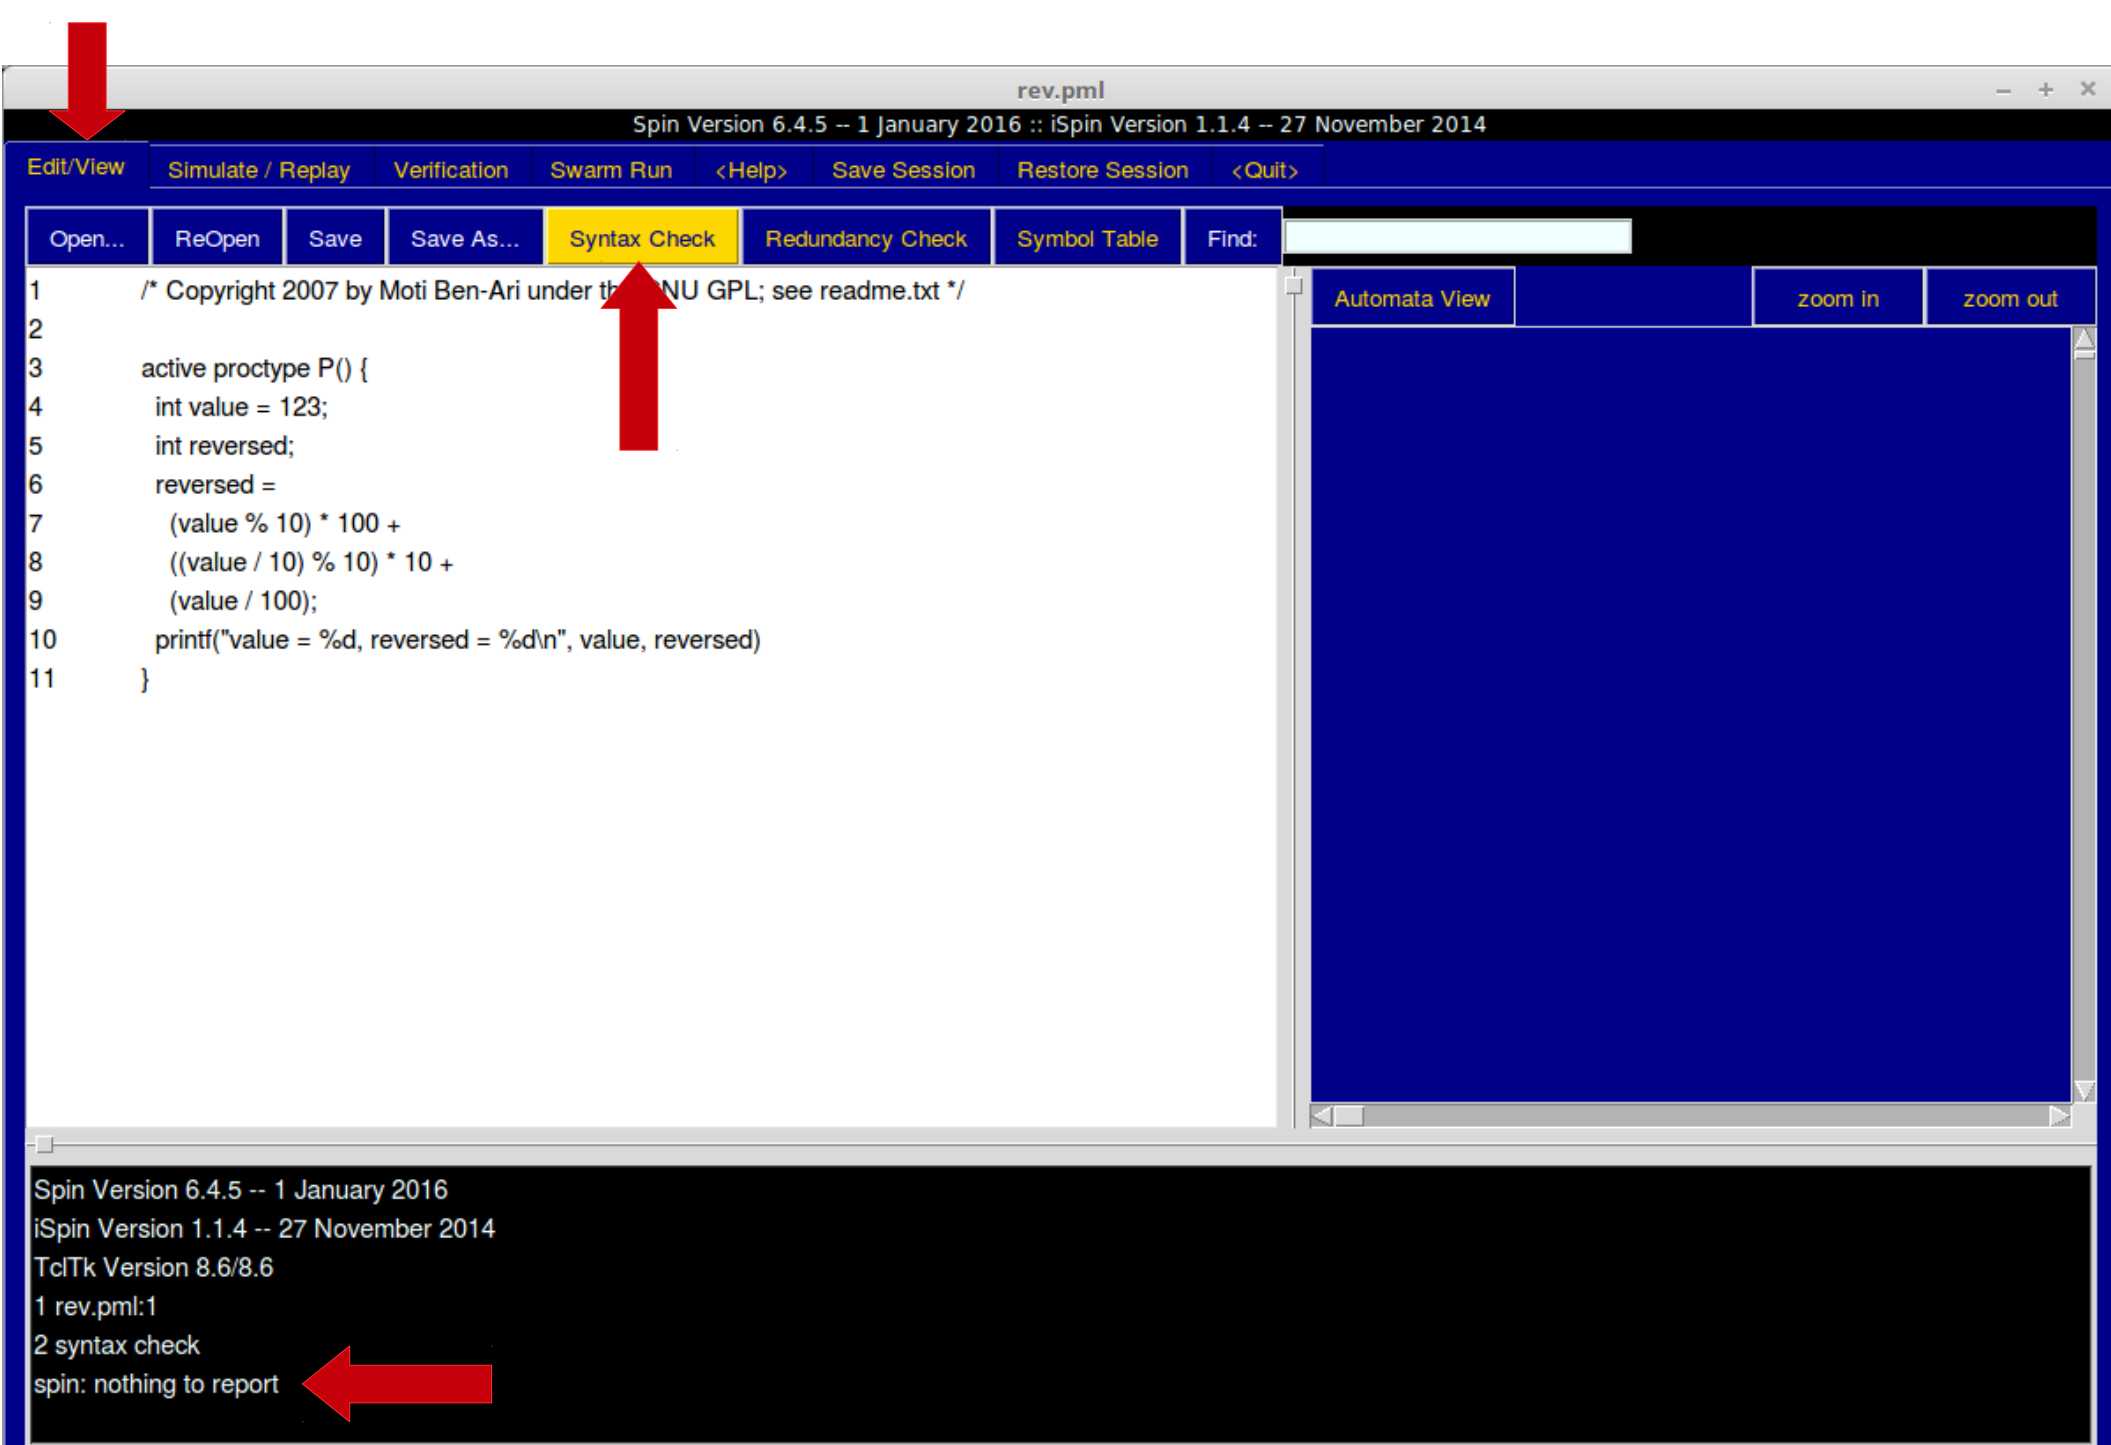 rev.pml
Spin Version 6.4.5 -- 1 January 2016 :: iSpin Version 1.1.4 -- 27 November 2014
Edit/View Simulate / Replay Verification Swarm Run <Help> Save Session Restore Session <Quit>
Open... ReOpen Save Save As... Syntax Check Redundancy Check Symbol Table Find:
Automata View zoom in zoom out
1 /* Copyright 2007 by Moti Ben-Ari under th NU GPL; see readme.txt */
2
3 active proctype P() {
4 int value = 123;
5 int reversed;
6 reversed =
7 (value % 10) * 100 +
8 ((value / 10) % 10) * 10 +
9 (value / 100);
10 printf("value = %d, reversed = %d\n", value, reversed)
11 }
Spin Version 6.4.5 -- 1 January 2016
iSpin Version 1.1.4 -- 27 November 2014
TclTk Version 8.6/8.6
1 rev.pml:1
2 syntax check
spin: nothing to report